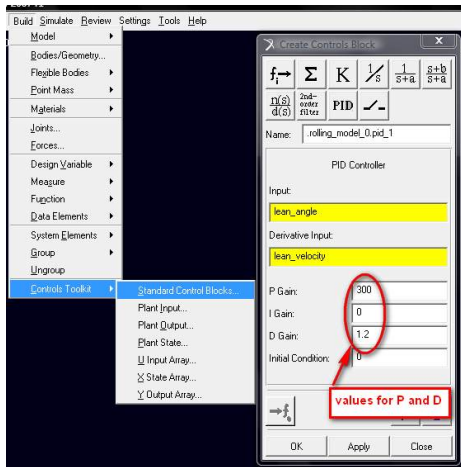 Build Simulate Review Settings Tools Help
Model
Bodies/Geometry...
Flexible Bodies
Point Mass
Materials
Joints...
Forces...
Design Variable
Measure
Function
Data Elements
System Elements
Group
Ungroup
Controls Toolkit
Standard Control Blocks...
Plant Input...
Plant Output...
Plant State...
U Input Array...
X State Array...
Y Output Array...
Create Controls Block
X
fi→ Σ K 1/s 1/s+a s+b/s+a
n(s)/d(s) 2nd-order filter PID
Name: .rolling_model_0.pid_1
PID Controller
Input:
lean_angle
Derivative Input:
lean_velocity
P Gain: 300
I Gain: 0
D Gain: 1.2
Initial Condition: 0
values for P and D
→f
OK Apply Close